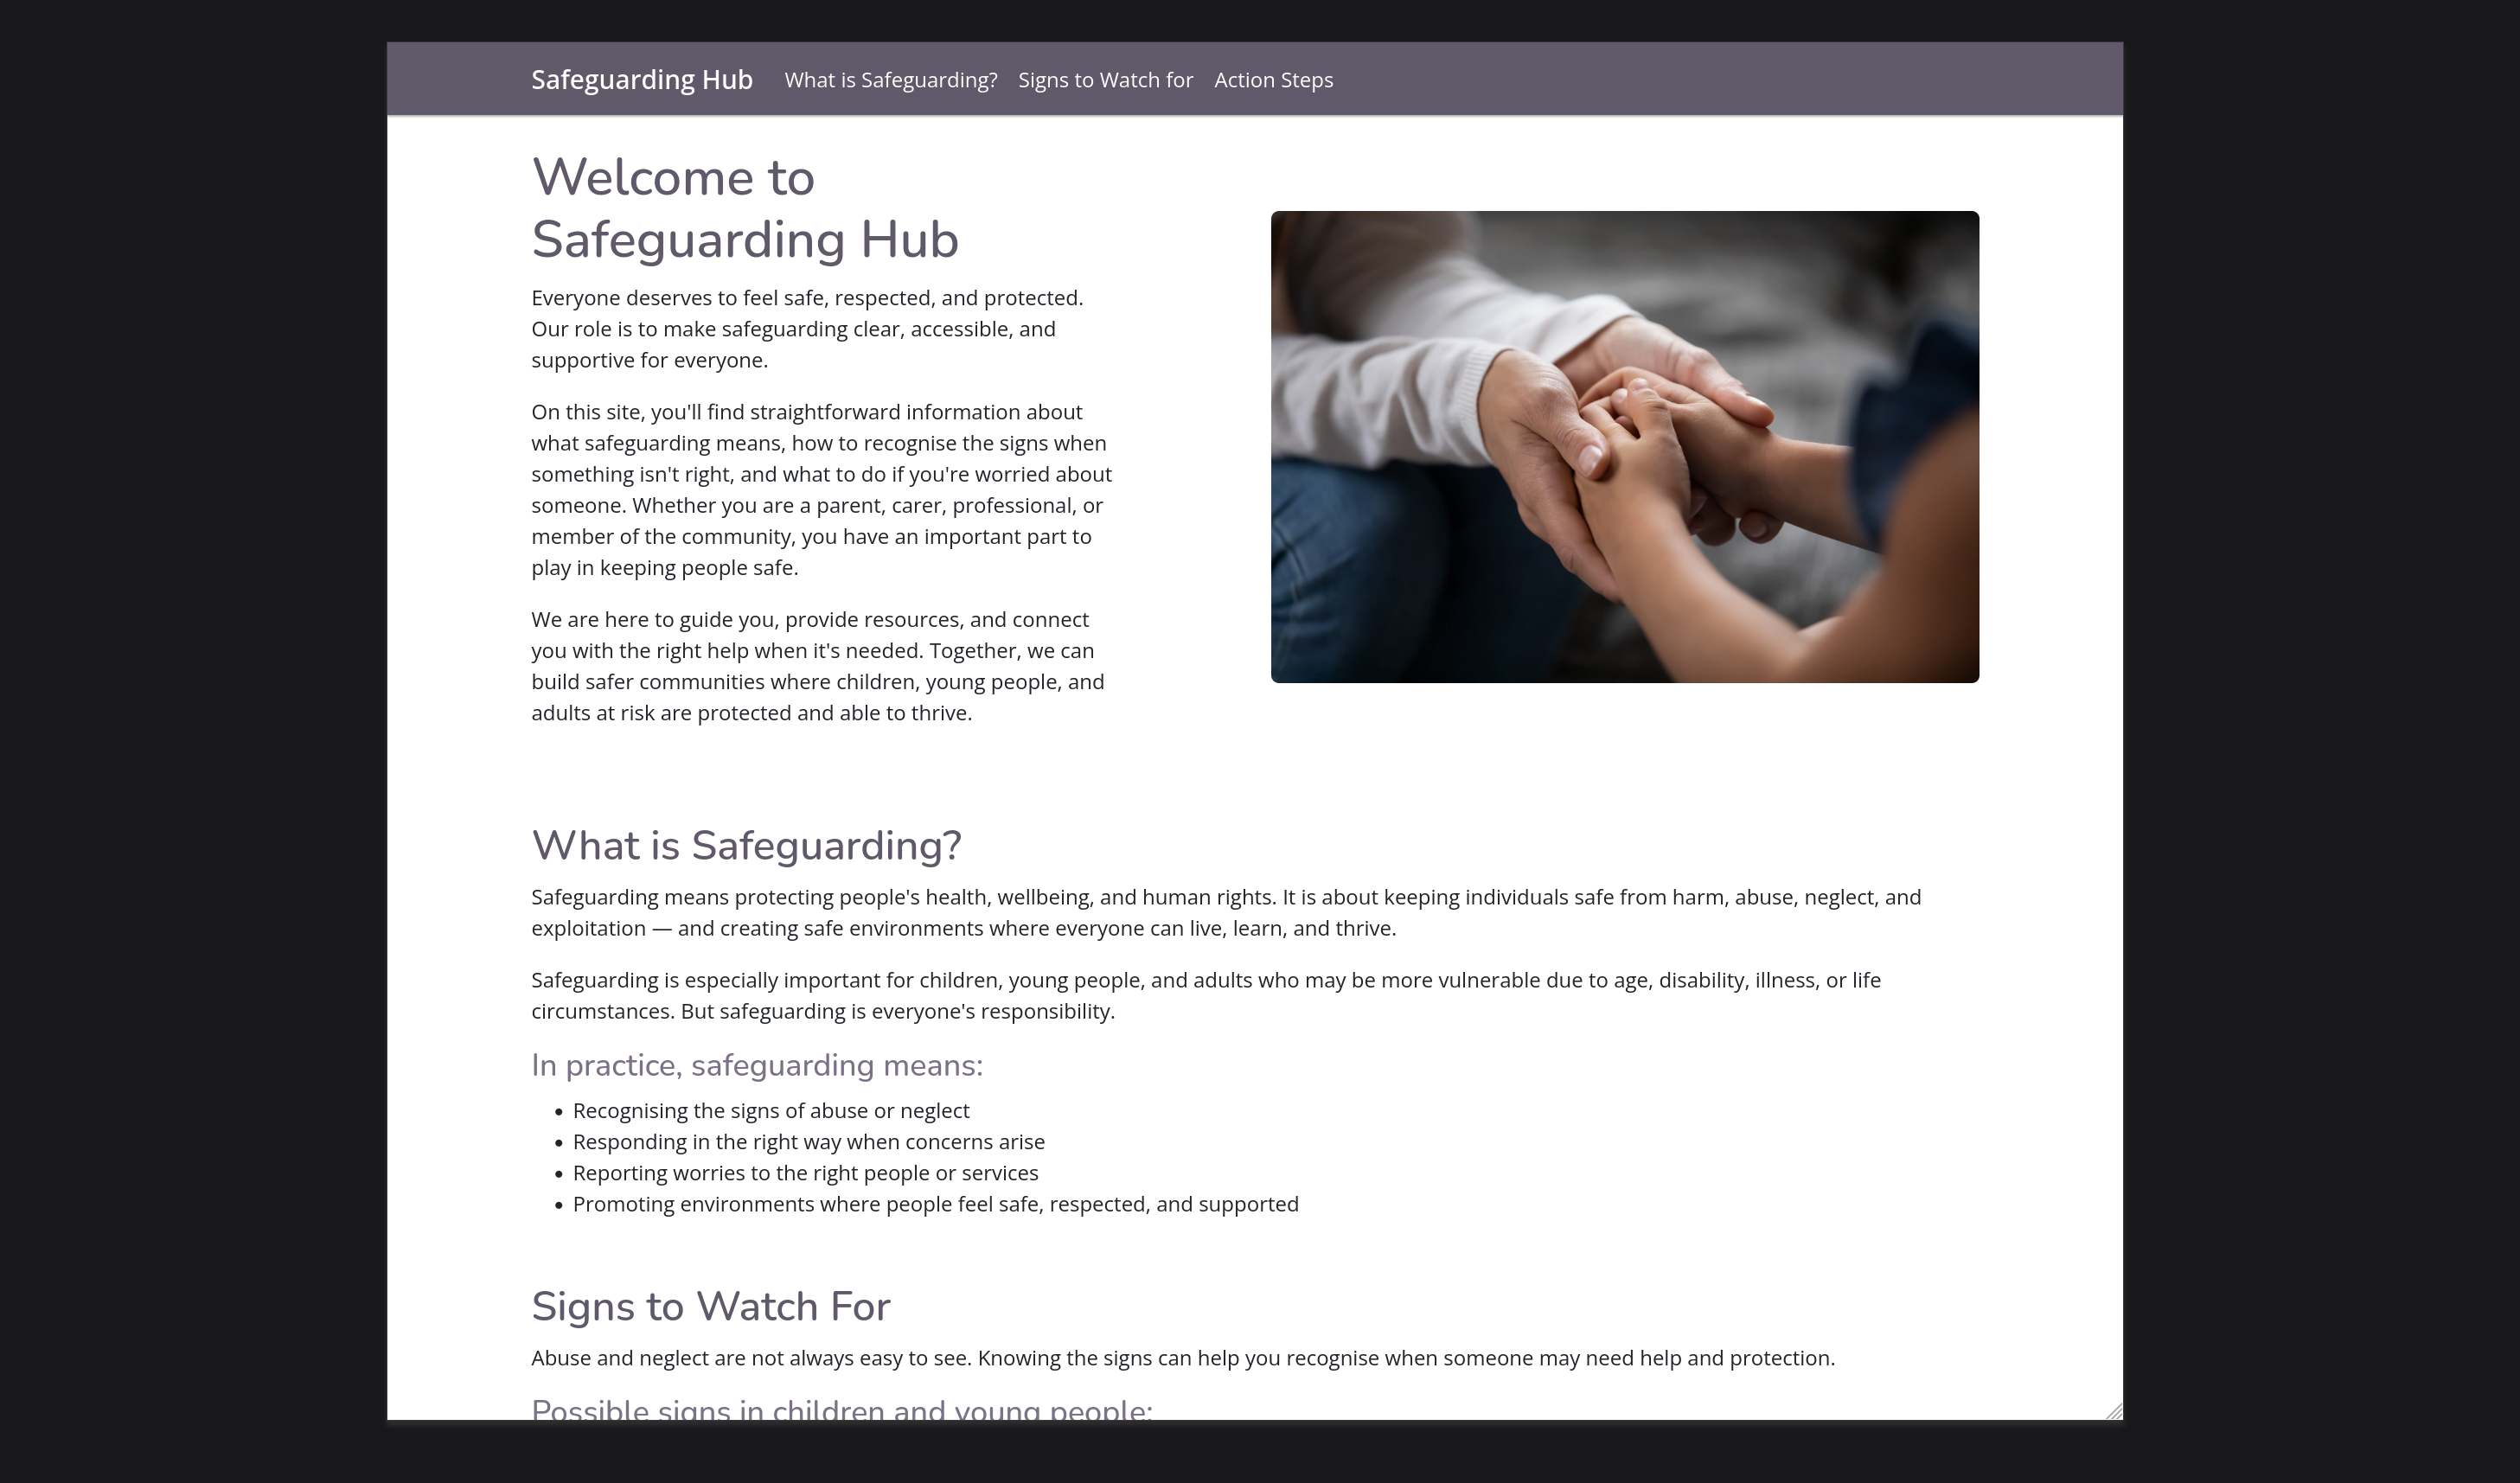 Safeguarding Hub What is Safeguarding? Signs to Watch for Action Steps
Welcome to
Safeguarding Hub
Everyone deserves to feel safe, respected, and protected.
Our role is to make safeguarding clear, accessible, and
supportive for everyone.
On this site, you'll find straightforward information about
what safeguarding means, how to recognise the signs when
something isn't right, and what to do if you're worried about
someone. Whether you are a parent, carer, professional, or
member of the community, you have an important part to
play in keeping people safe.
We are here to guide you, provide resources, and connect
you with the right help when it's needed. Together, we can
build safer communities where children, young people, and
adults at risk are protected and able to thrive.
What is Safeguarding?
Safeguarding means protecting people's health, wellbeing, and human rights. It is about keeping individuals safe from harm, abuse, neglect, and
exploitation — and creating safe environments where everyone can live, learn, and thrive.
Safeguarding is especially important for children, young people, and adults who may be more vulnerable due to age, disability, illness, or life
circumstances. But safeguarding is everyone's responsibility.
In practice, safeguarding means:
• Recognising the signs of abuse or neglect
• Responding in the right way when concerns arise
• Reporting worries to the right people or services
• Promoting environments where people feel safe, respected, and supported
Signs to Watch For
Abuse and neglect are not always easy to see. Knowing the signs can help you recognise when someone may need help and protection.
Possible signs in children and young people: